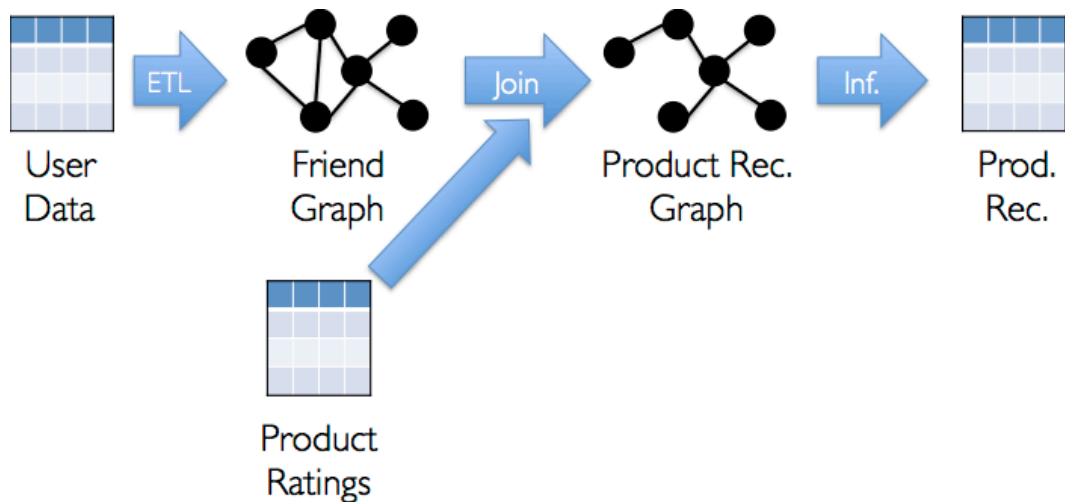 ETL
Join
Inf.
User
Data
Friend
Graph
Product Rec.
Graph
Prod.
Rec.
Product
Ratings